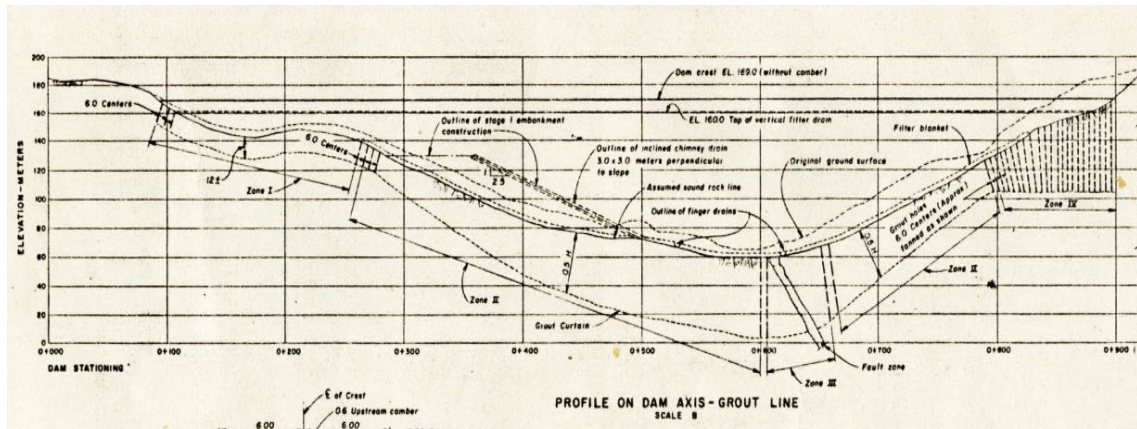 200
180
160
140
120
100
80
60
40
20
0
ELEVATION-METERS
6.0 Centers
12±
Zone I
6.0 Centers
Outline of stage I embankment
construction
1
2.5
Dam crest EL. 169.0 (without camber)
EL. 160.0 Top of vertical filter drain
Outline of inclined chimney drain
3.0 x 3.0 meters perpendicular
to slope
Assumed sound rock line
Outline of finger drains
Original ground surface
Filter blanket
Grout holes
6.0 Centers (Approx)
fanned as shown
Zone IV
0.5 H
0.5 H
Zone II
Zone II
Grout Curtain
Fault zone
Zone III
0+000
0+100
0+200
0+300
0+400
0+500
0+600
0+700
0+800
0+900
DAM STATIONING
PROFILE ON DAM AXIS-GROUT LINE
SCALE B
℄ of Crest
0.6 Upstream camber
6.00
6.00